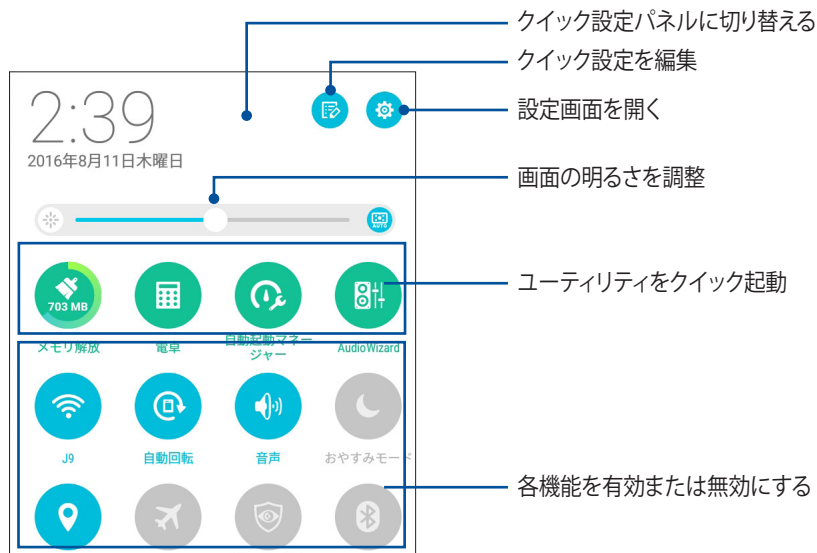 クイック設定パネルに切り替える
クイック設定を編集
設定画面を開く
2:39
2016年8月11日木曜日
画面の明るさを調整
AUTO
ユーティリティをクイック起動
703 MB
メモリ解放
電卓
自動起動マネー
ジャー
AudioWizard
J9
自動回転
音声
おやすみモード
各機能を有効または無効にする